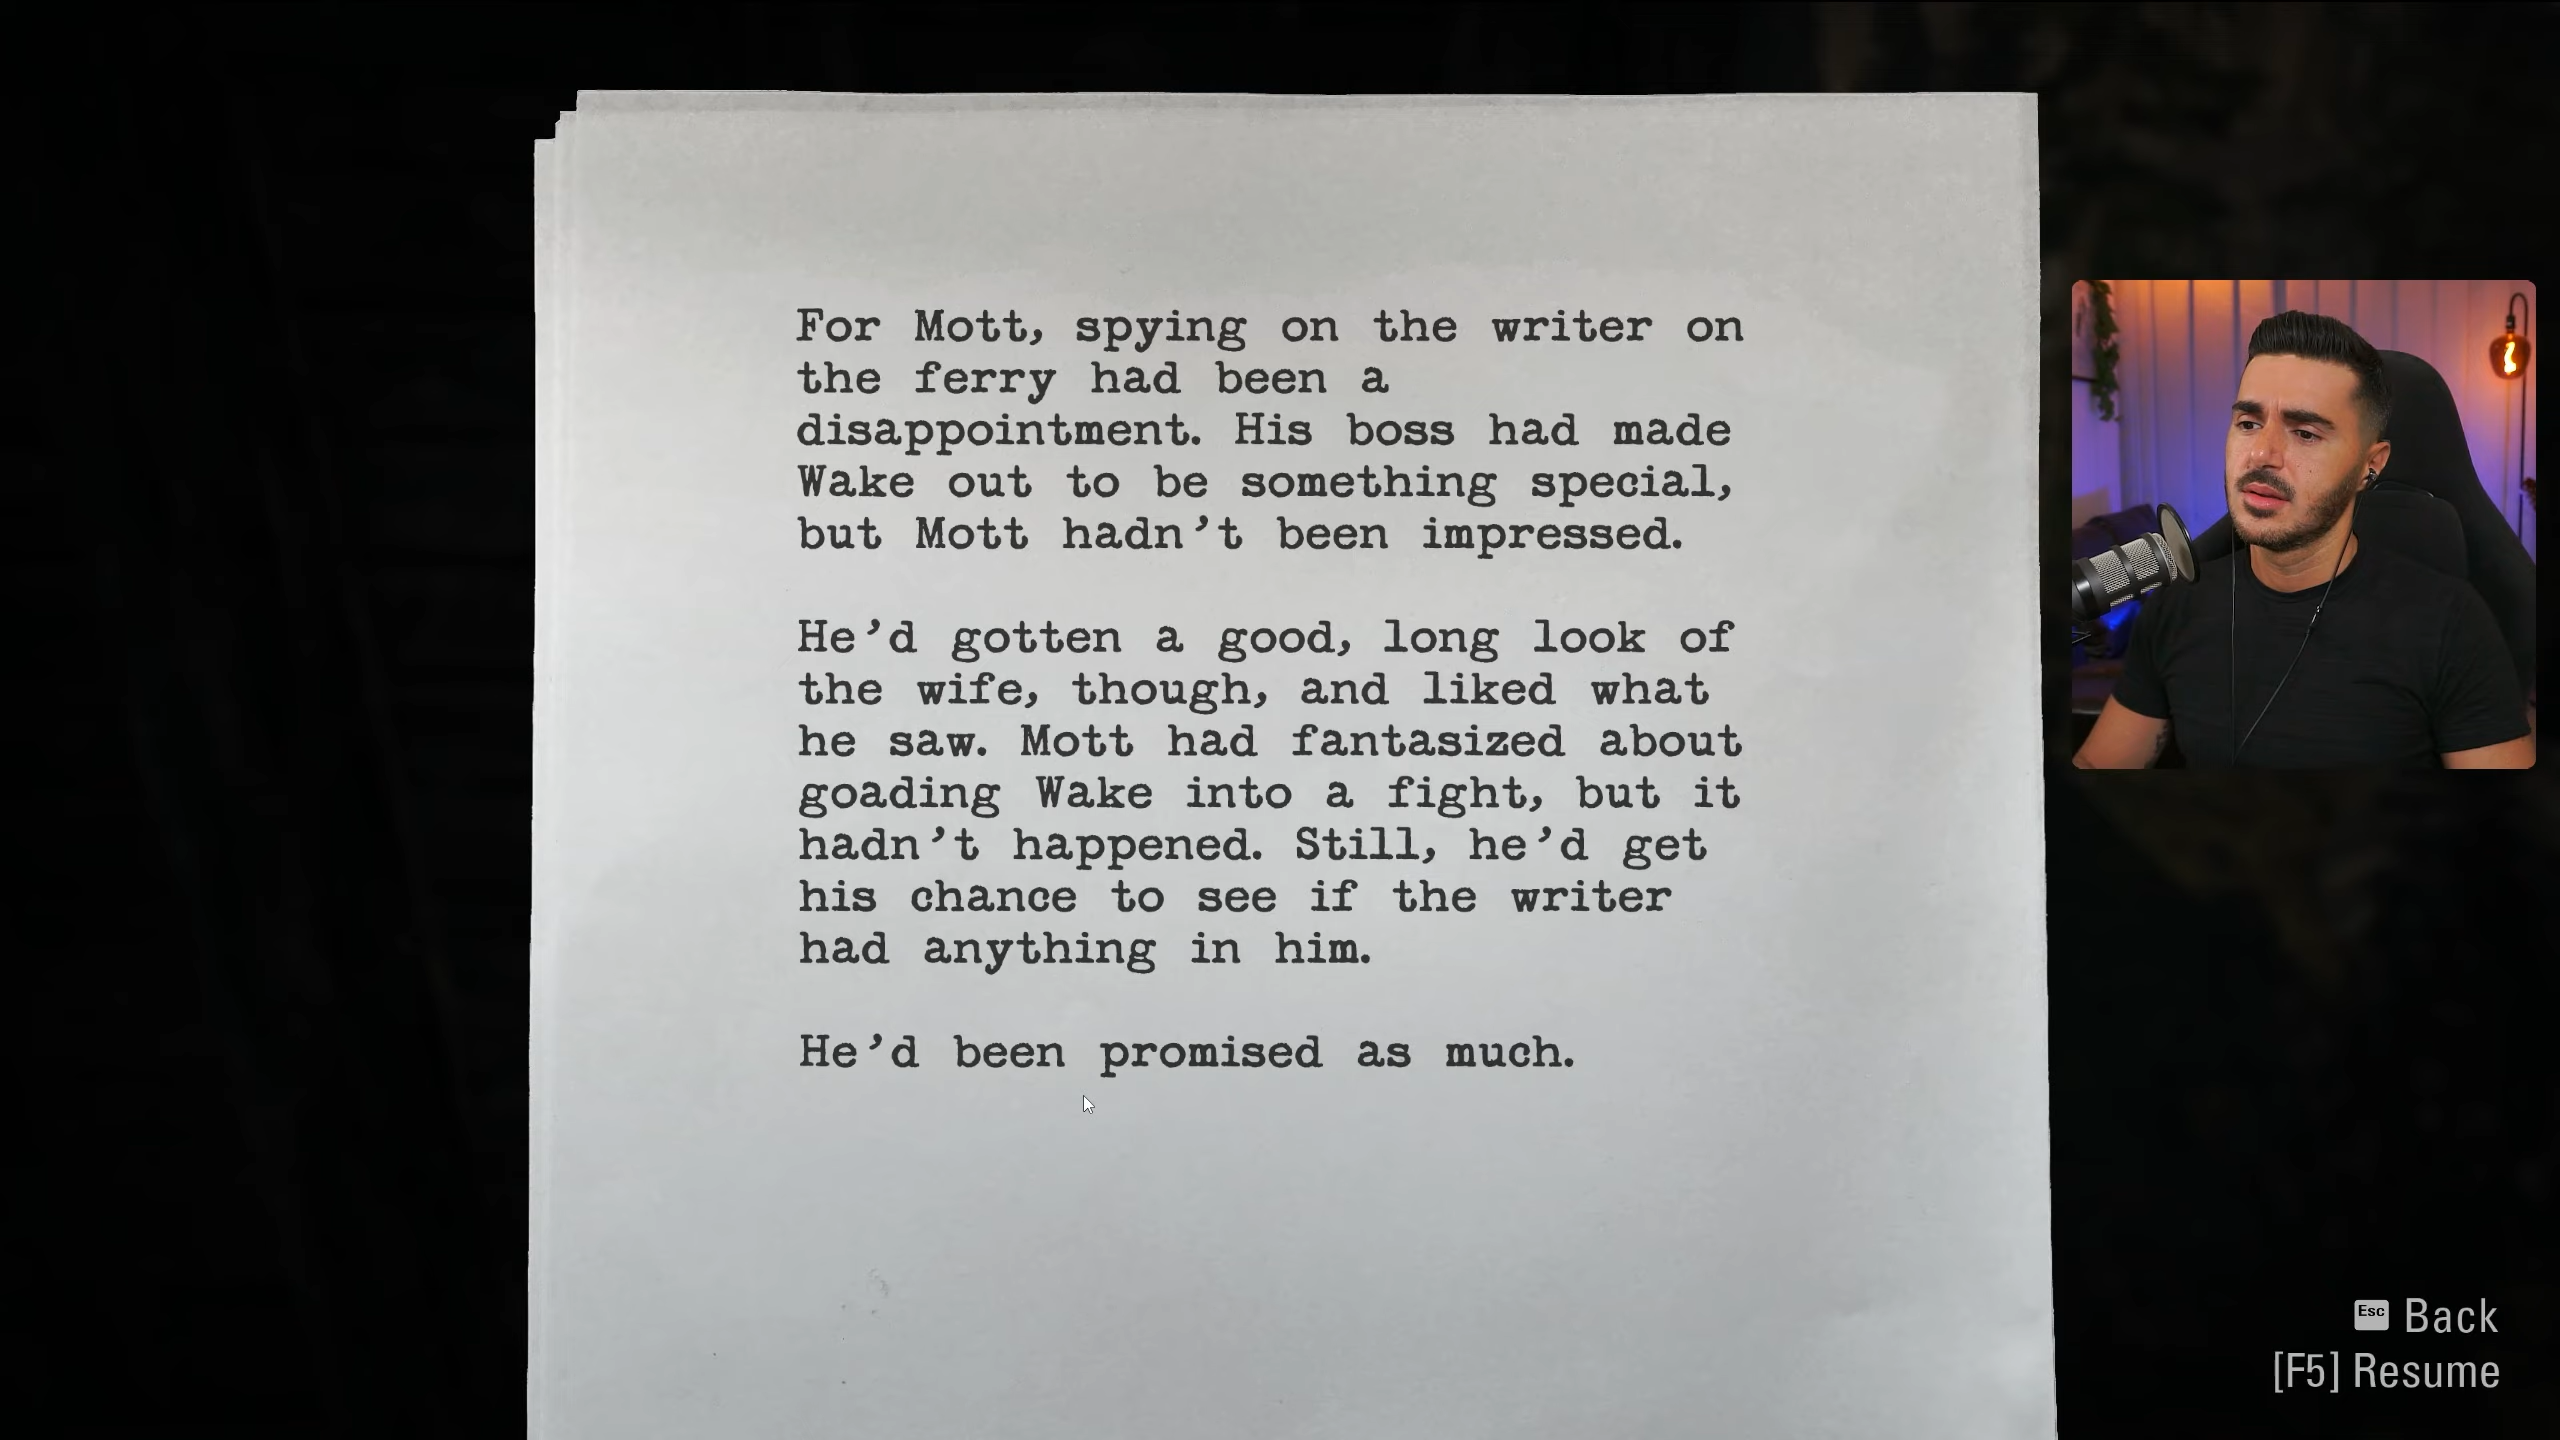 For Mott, spying on the writer on
the ferry had been a
disappointment. His boss had made
Wake out to be something special,
but Mott hadn’t been impressed.
He’d gotten a good, long look of
the wife, though, and liked what
he saw. Mott had fantasized about
goading Wake into a fight, but it
hadn’t happened. Still, he’d get
his chance to see if the writer
had anything in him.
He’d been promised as much.
Esc Back
[F5] Resume